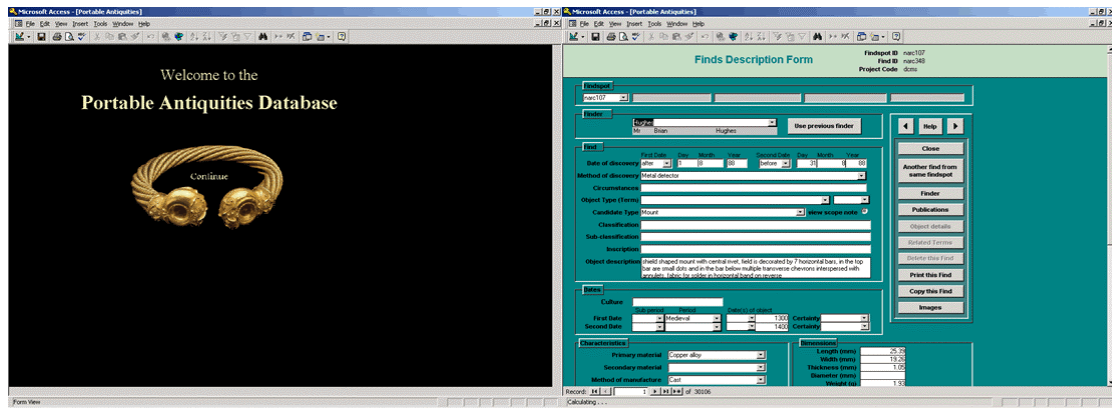 Microsoft Access - [Portable Antiquities]
File Edit View Insert Tools Window Help
Welcome to the
Portable Antiquities Database
Continue
Form View
Microsoft Access - [Portable Antiquities]
File Edit View Insert Tools Window Help
Finds Description Form
Findspot ID narc107
Find ID narc348
Project Code dcms
Findspot
narc107
Finder
Hughes
Mr Brian Hughes
Use previous finder
Find
First Date Day Month Year Second Date Day Month Year
Date of discovery after 1 8 88 before 31 8 88
Method of discovery Metal detector
Circumstances
Object Type (Term)
Candidate Type Mount view scope note
Classification
Sub-classification
Inscription
Object description shield shaped mount with central rivet, field is decorated by 7 horizontal bars, in the top
bar are small dots and in the bar below multiple transverse chevrons interspersed with
annulets. fabric for solder in horizontal band on reverse
Dates
Culture
Sub period Period Date(s) of object
First Date Medieval 1300 Certainty
Second Date 1400 Certainty
Characteristics
Primary material Copper alloy
Secondary material
Method of manufacture Cast
Dimensions
Length (mm) 25.39
Width (mm) 19.26
Thickness (mm) 1.05
Diameter (mm)
Weight (g) 1.93
Help
Close
Another find from
same findspot
Finder
Publications
Object details
Related Terms
Delete this Find
Print this Find
Copy this Find
Images
Record: 1 of 30106
Calculating . . .